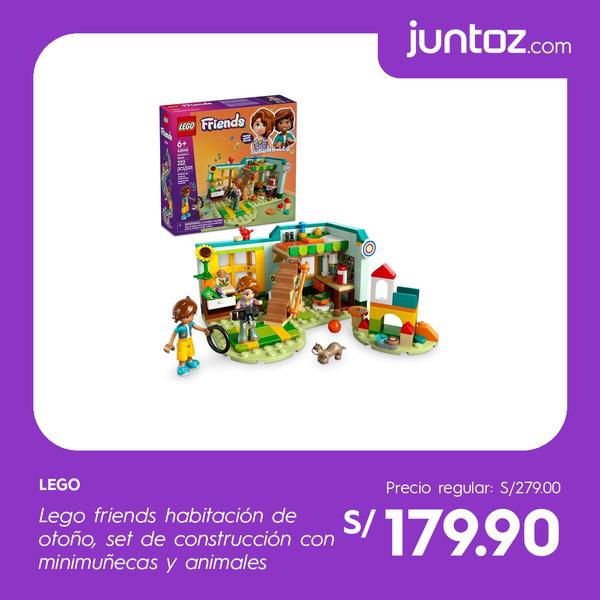 juntoz.com
LEGO
Friends
6+
222
LEGO
Precio regular: S/279.00
Lego friends habitación de
otoño, set de construcción con
minimuñecas y animales
S/ 179.90